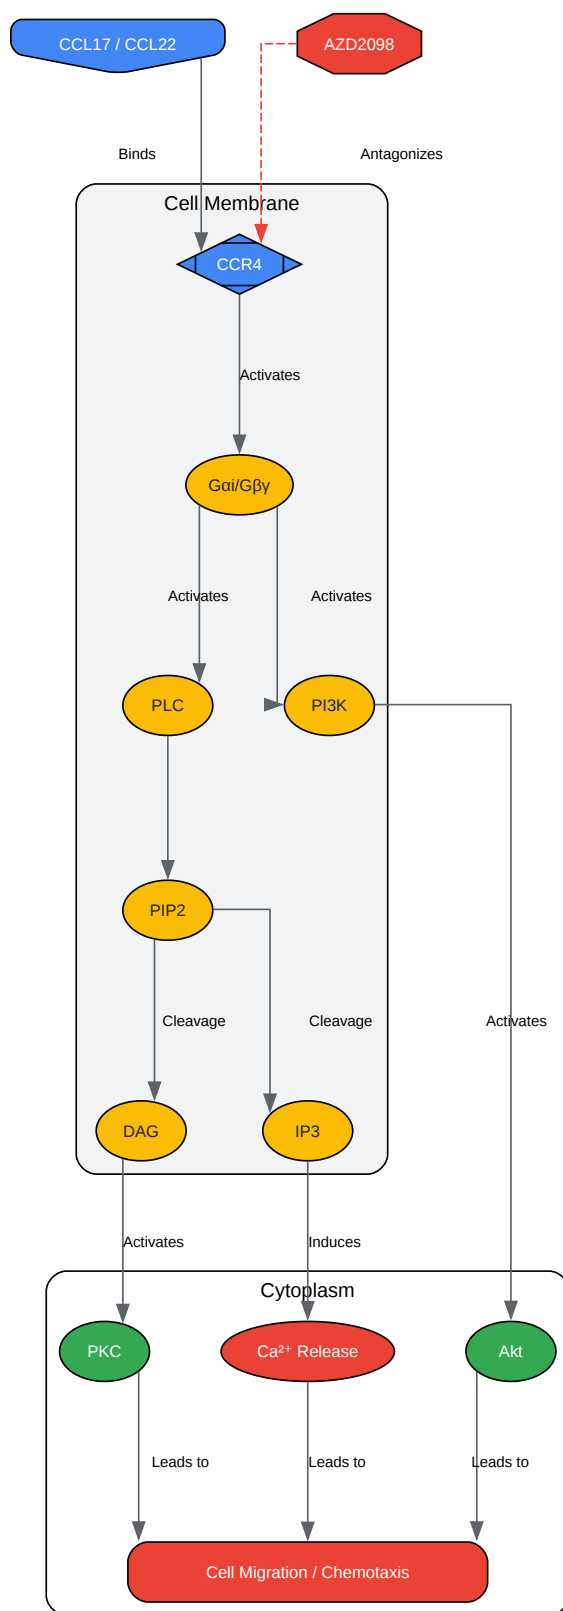 CCL17 / CCL22
AZD2098
Binds
Antagonizes
Cell Membrane
CCR4
Activates
Gαi/Gβγ
Activates
Activates
PLC
PI3K
PIP2
Cleavage
Cleavage
Activates
DAG
IP3
Activates
Induces
Cytoplasm
PKC
Ca²⁺ Release
Akt
Leads to
Leads to
Leads to
Cell Migration / Chemotaxis